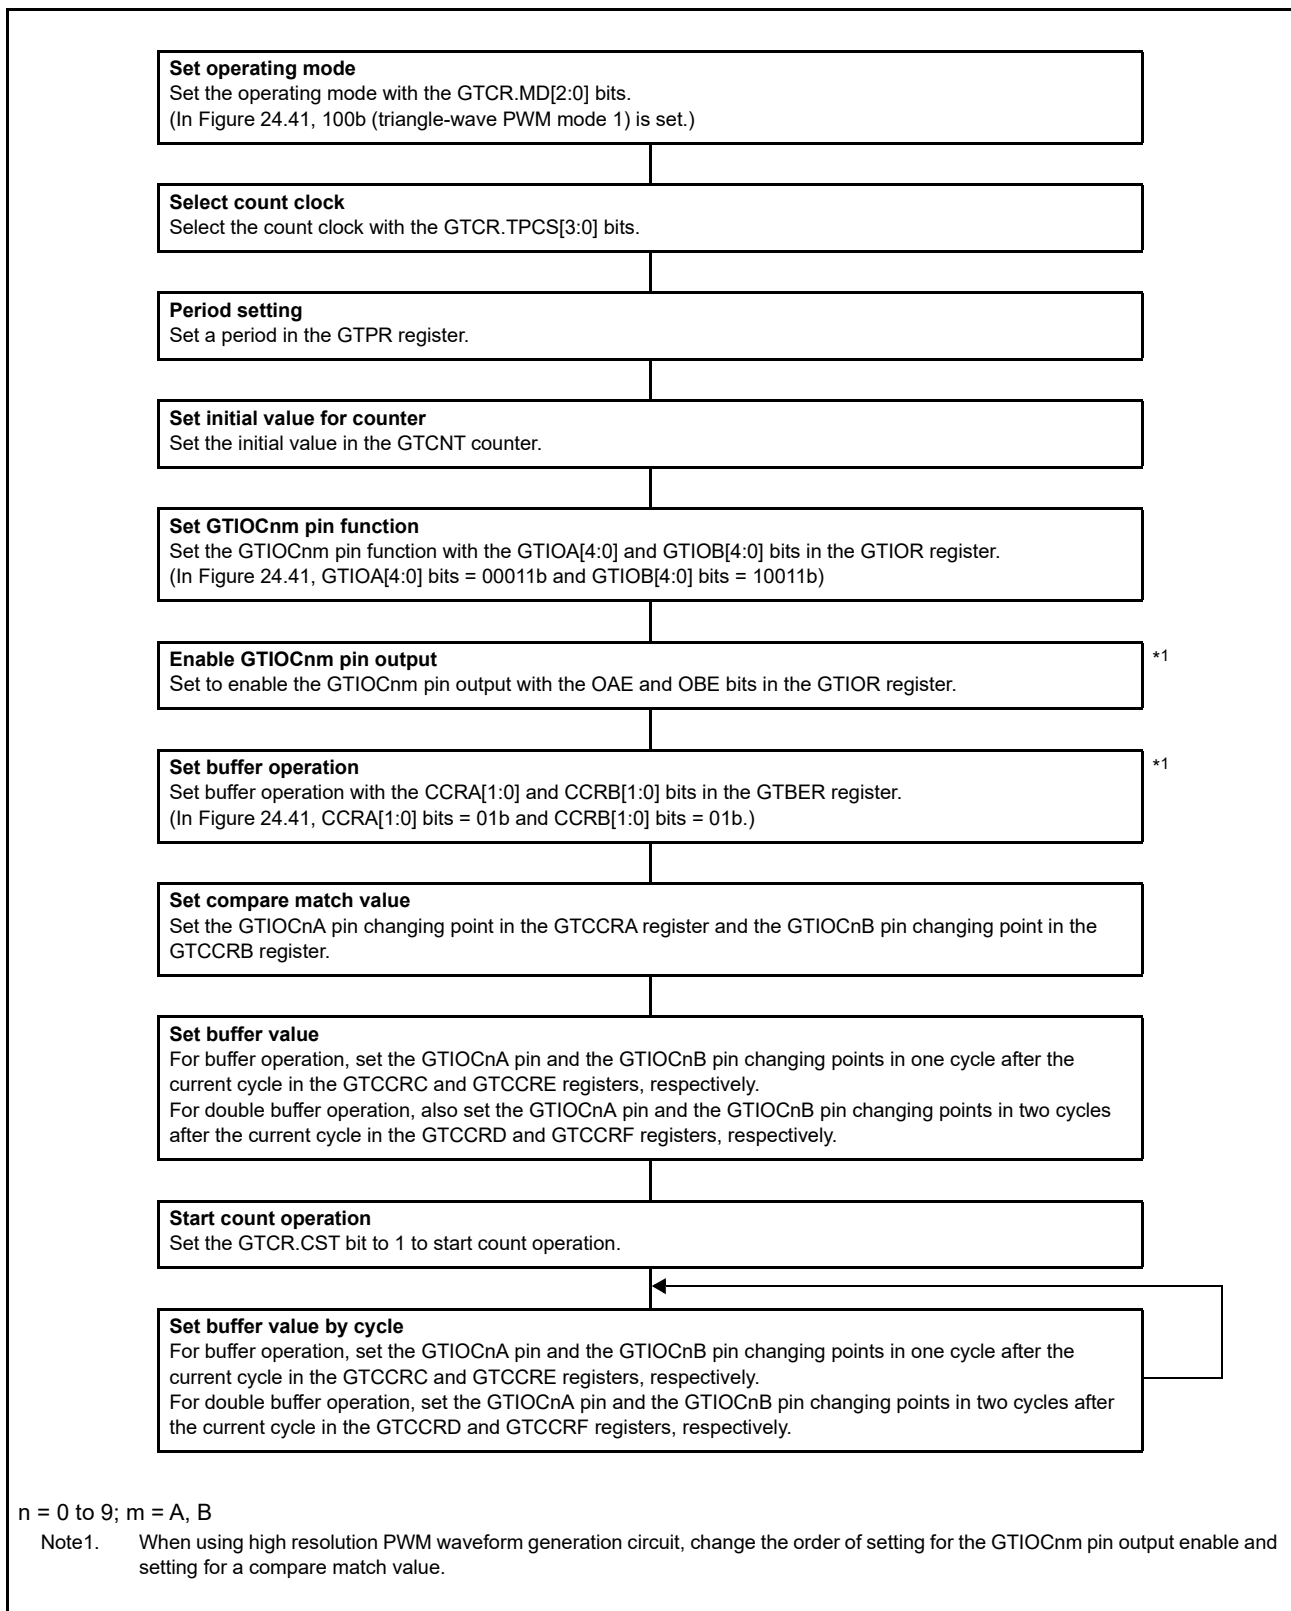 Set operating mode
Set the operating mode with the GTCR.MD[2:0] bits.
(In Figure 24.41, 100b (triangle-wave PWM mode 1) is set.)
Select count clock
Select the count clock with the GTCR.TPCS[3:0] bits.
Period setting
Set a period in the GTPR register.
Set initial value for counter
Set the initial value in the GTCNT counter.
Set GTIOCnm pin function
Set the GTIOCnm pin function with the GTIOA[4:0] and GTIOB[4:0] bits in the GTIOR register.
(In Figure 24.41, GTIOA[4:0] bits = 00011b and GTIOB[4:0] bits = 10011b)
Enable GTIOCnm pin output *1
Set to enable the GTIOCnm pin output with the OAE and OBE bits in the GTIOR register.
Set buffer operation *1
Set buffer operation with the CCRA[1:0] and CCRB[1:0] bits in the GTBER register.
(In Figure 24.41, CCRA[1:0] bits = 01b and CCRB[1:0] bits = 01b.)
Set compare match value
Set the GTIOCnA pin changing point in the GTCCRA register and the GTIOCnB pin changing point in the
GTCCRB register.
Set buffer value
For buffer operation, set the GTIOCnA pin and the GTIOCnB pin changing points in one cycle after the
current cycle in the GTCCRC and GTCCRE registers, respectively.
For double buffer operation, also set the GTIOCnA pin and the GTIOCnB pin changing points in two cycles
after the current cycle in the GTCCRD and GTCCRF registers, respectively.
Start count operation
Set the GTCR.CST bit to 1 to start count operation.
Set buffer value by cycle
For buffer operation, set the GTIOCnA pin and the GTIOCnB pin changing points in one cycle after the
current cycle in the GTCCRC and GTCCRE registers, respectively.
For double buffer operation, set the GTIOCnA pin and the GTIOCnB pin changing points in two cycles after
the current cycle in the GTCCRD and GTCCRF registers, respectively.
n = 0 to 9; m = A, B
Note1. When using high resolution PWM waveform generation circuit, change the order of setting for the GTIOCnm pin output enable and
setting for a compare match value.